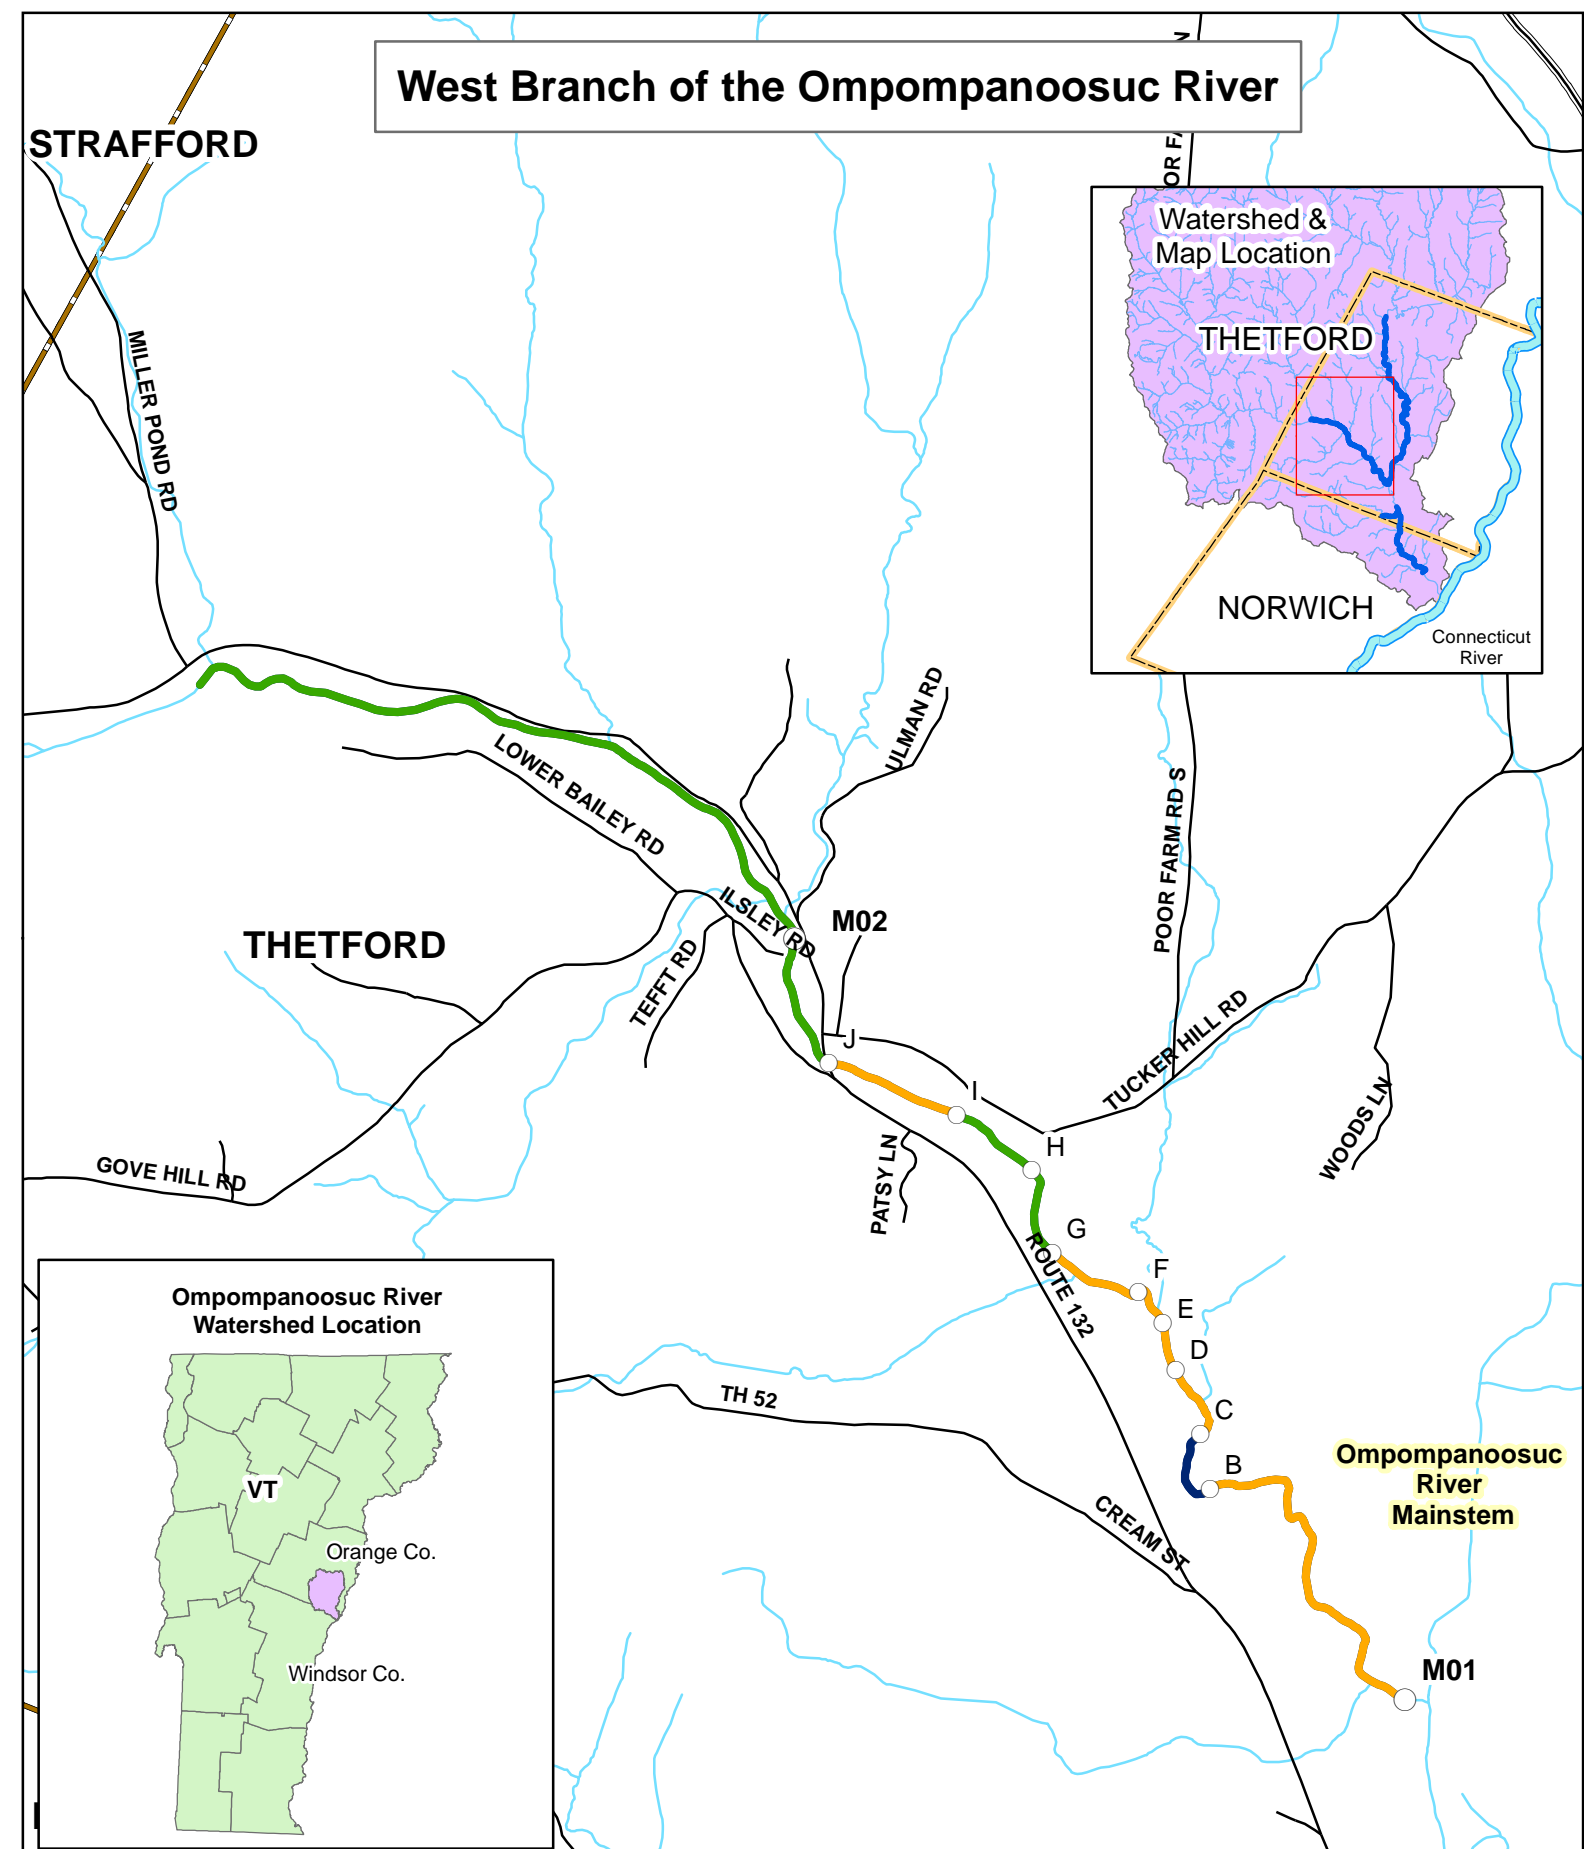 West Branch of the Ompompanoosuc River
STRAFFORD
Watershed &
Map Location
THETFORD
NORWICH
Connecticut
River
MILLER POND RD
LOWER BAILEY RD
ULMAN RD
ILSLEY RD
M02
POOR FARM RD S
THETFORD
TEFFT RD
TUCKER HILL RD
J
I
H
WOODS LN
PATSY LN
GOVE HILL RD
G
ROUTE 132
F
E
D
C
B
TH 52
CREAM ST
Ompompanoosuc
River
Mainstem
M01
Ompompanoosuc River
Watershed Location
VT
Orange Co.
Windsor Co.